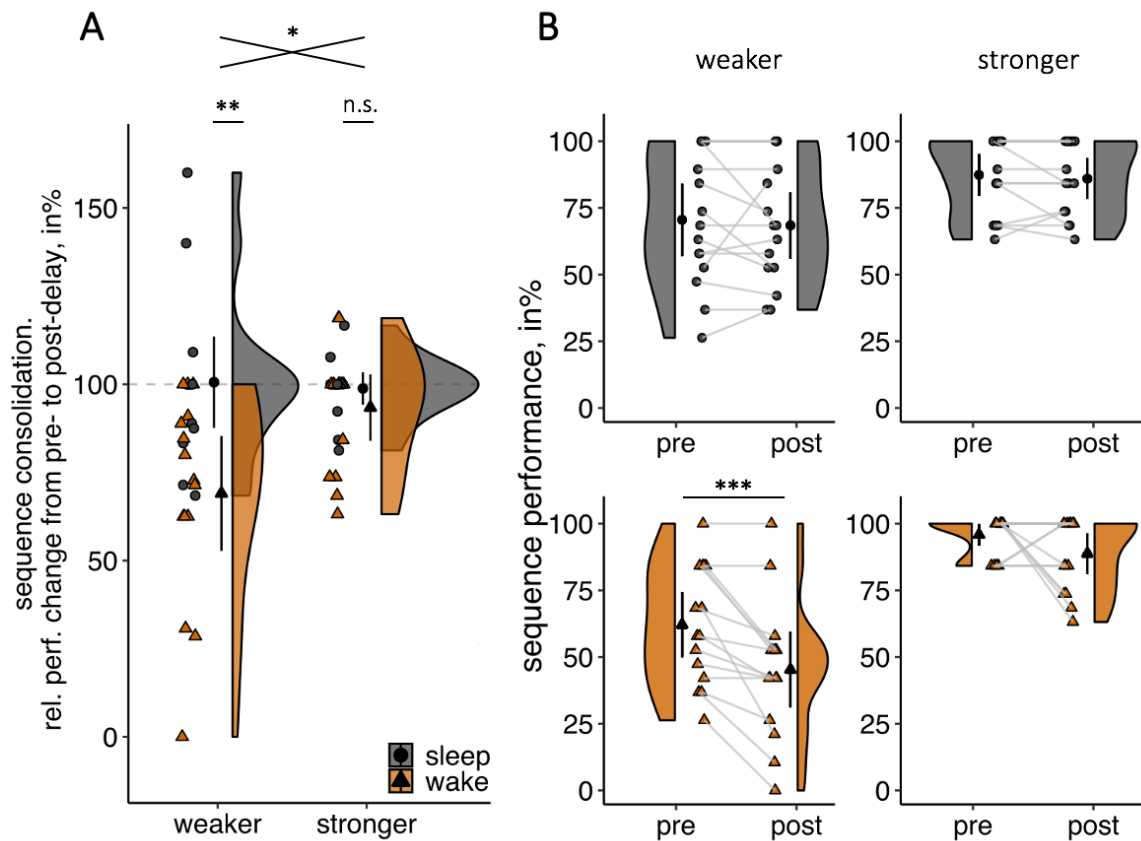 A
*
**
n.s.
sequence consolidation.
rel. perf. change from pre- to post-delay, in%
150
100
50
0
sleep
wake
weaker
stronger
B
weaker
stronger
sequence performance, in%
100
75
50
25
0
pre
post
100
75
50
25
0
pre
post
***
100
75
50
25
0
pre
post
100
75
50
25
0
pre
post